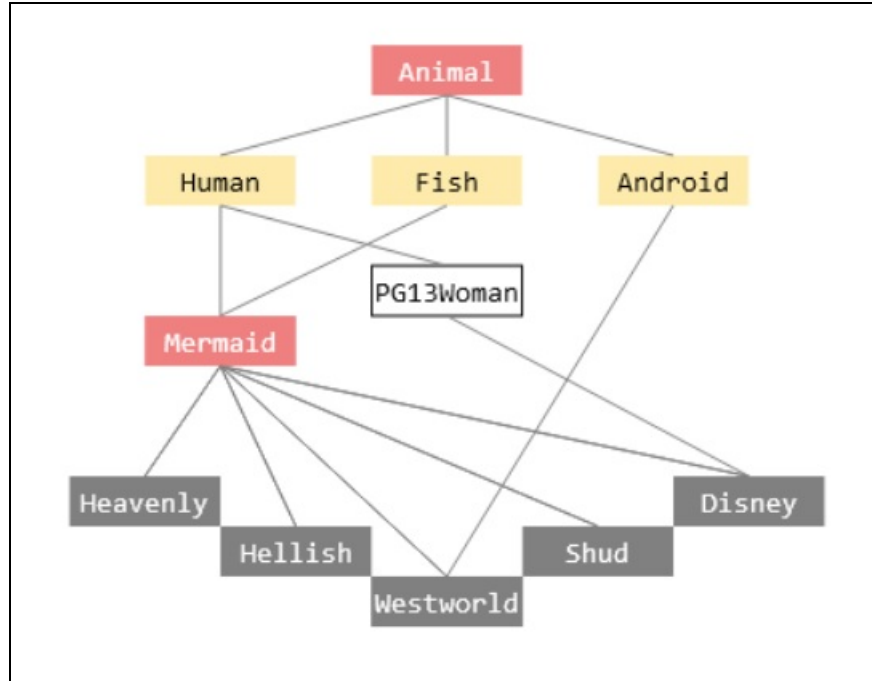 Animal
Human
Fish
Android
PG13Woman
Mermaid
Heavenly
Disney
Hellish
Shud
Westworld